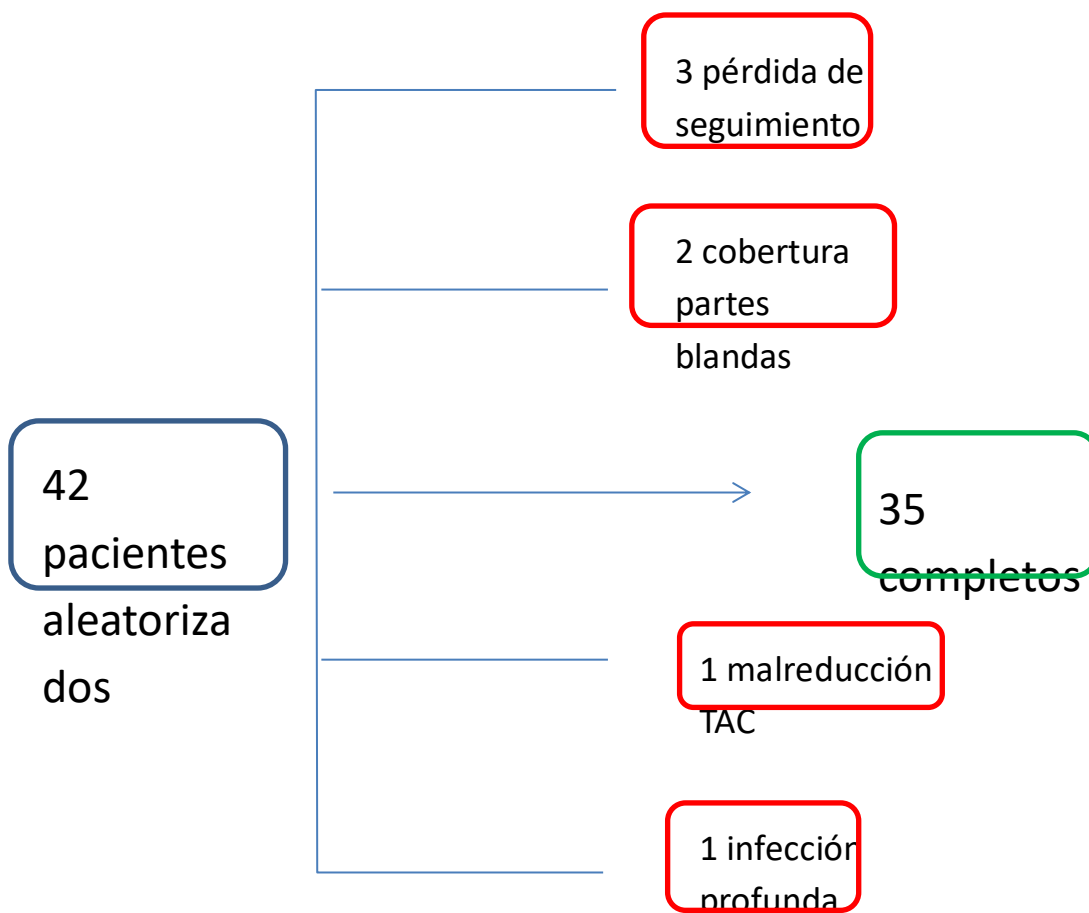 3 pérdida de
seguimiento
2 cobertura
partes
blandas
42
pacientes
aleatoriza
dos
35
completos
1 malreducción
TAC
1 infección
profunda